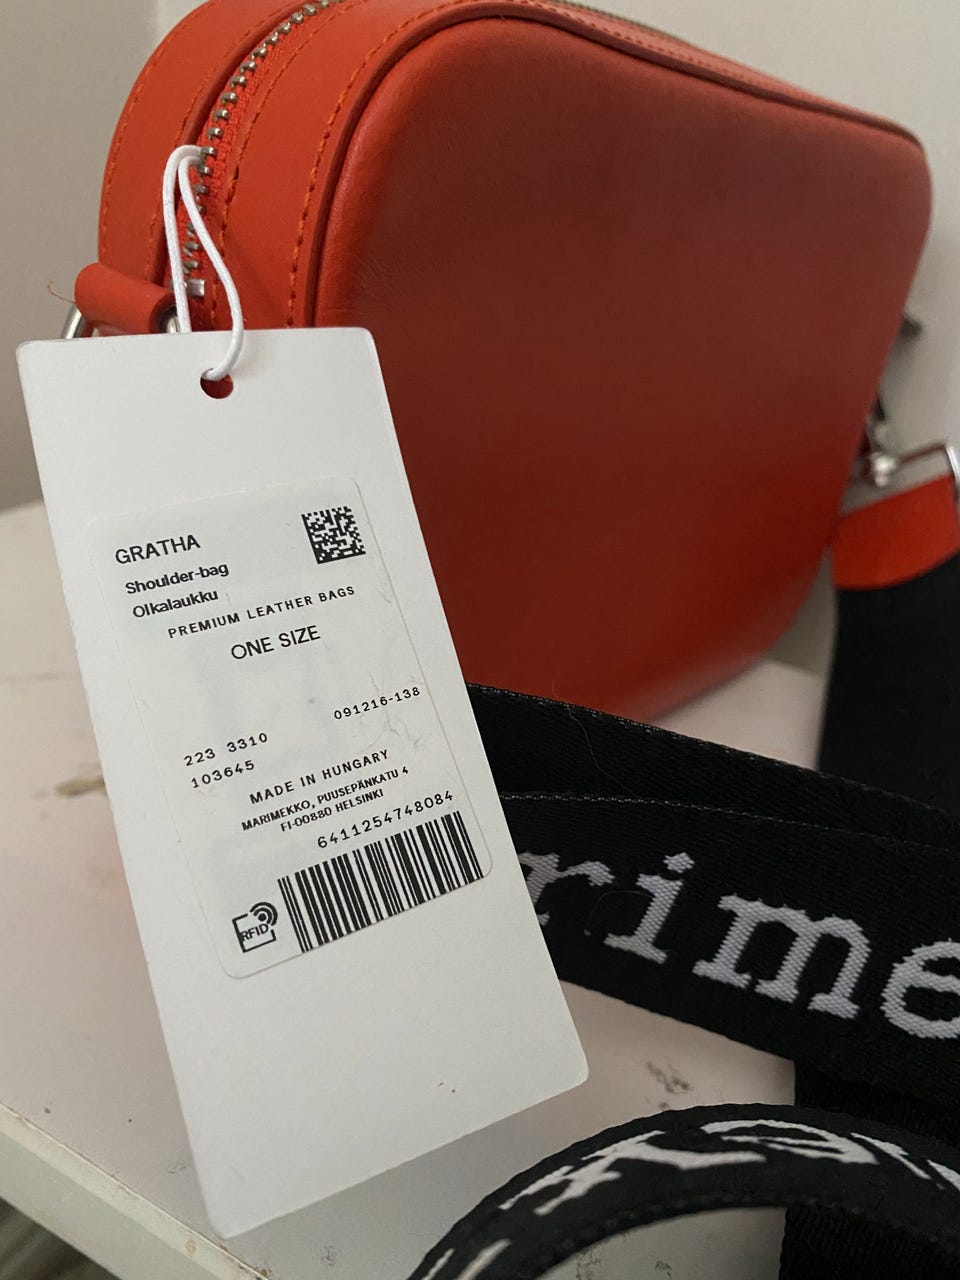 GRATHA
Shoulder-bag
Olkalaukku
PREMIUM LEATHER BAGS
ONE SIZE
091216-138
223 3310
103645
MADE IN HUNGARY
MARIMEKKO, PUUSEPÄNKATU 4
FI-00880 HELSINKI
6411254748084
RFID
rime